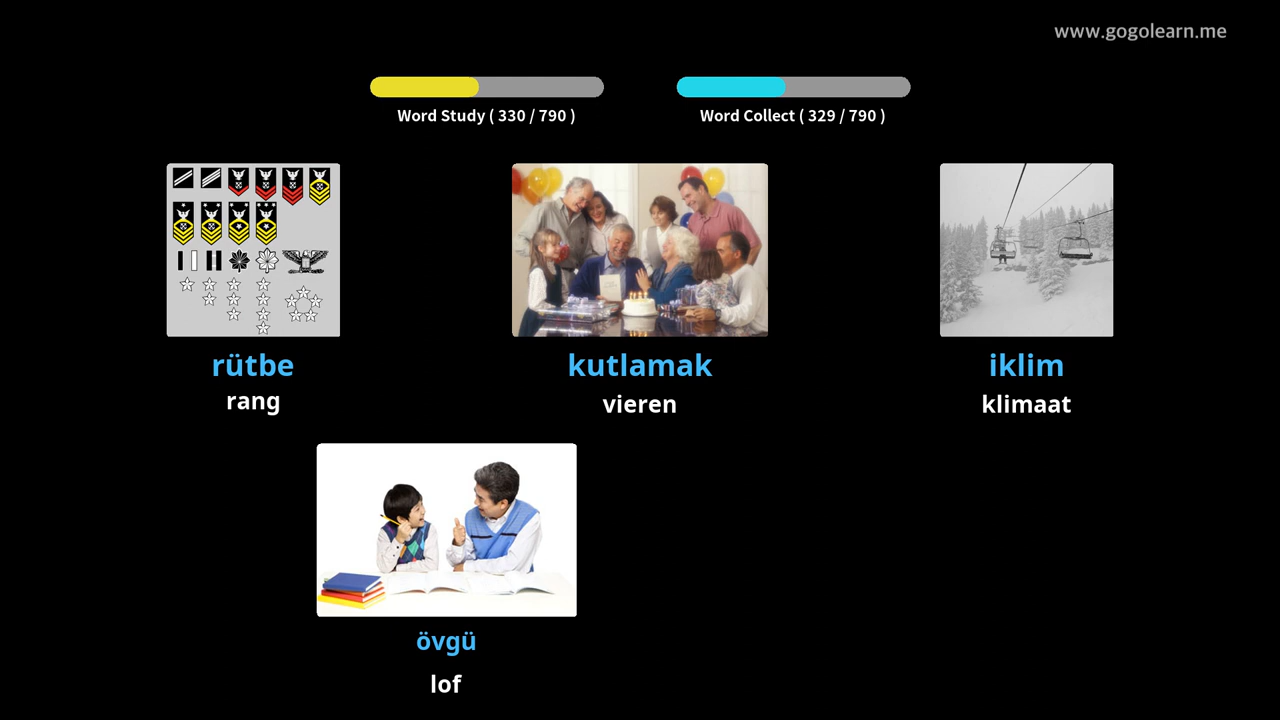 www.gogolearn.me
Word Study ( 330 / 790 )
Word Collect ( 329 / 790 )
rütbe
rang
kutlamak
vieren
iklim
klimaat
övgü
lof